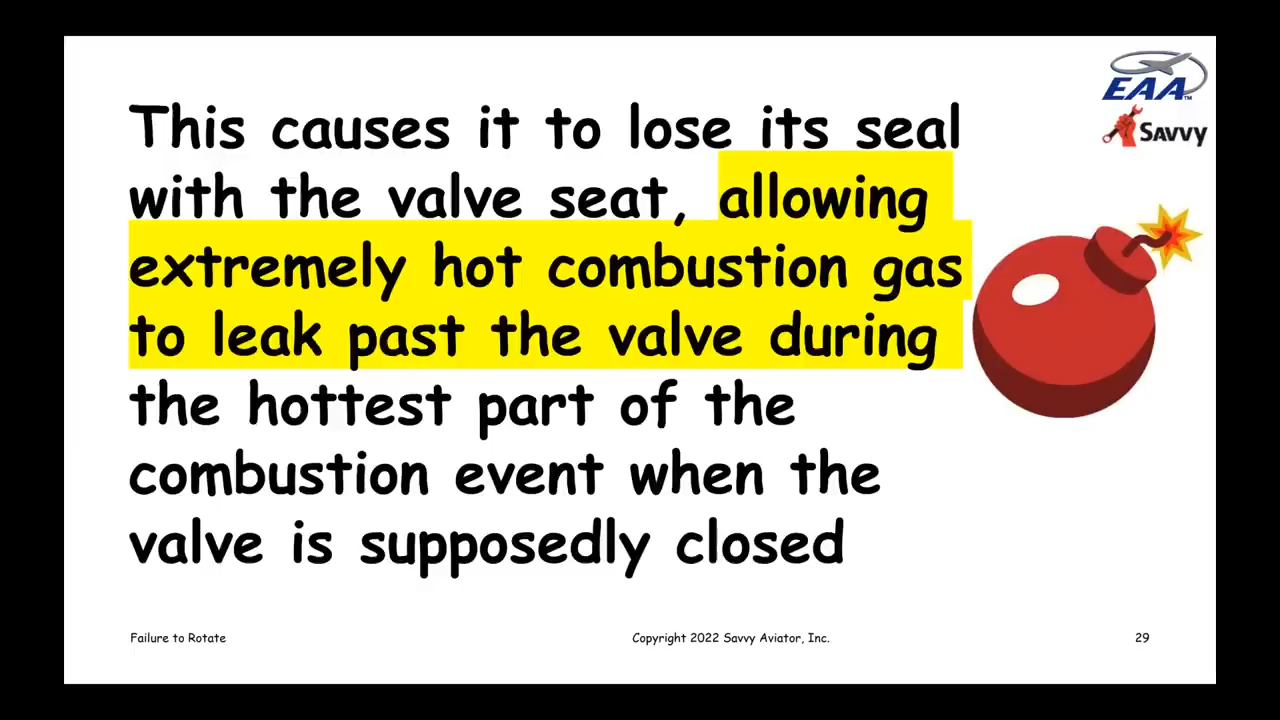 EAA
SAVVY
This causes it to lose its seal
with the valve seat, allowing
extremely hot combustion gas
to leak past the valve during
the hottest part of the
combustion event when the
valve is supposedly closed
Failure to Rotate
Copyright 2022 Savvy Aviator, Inc.
29